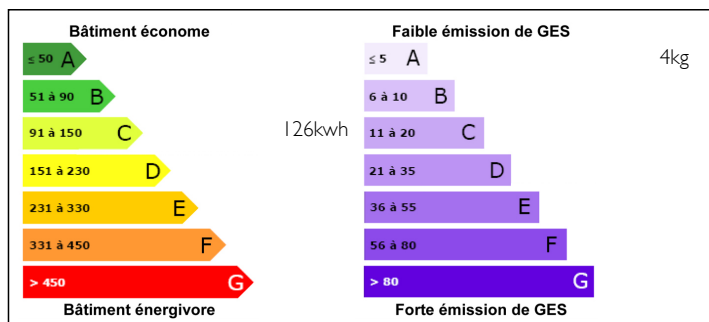 Bâtiment économe
≤ 50 A
51 à 90 B
91 à 150 C
126kwh
151 à 230 D
231 à 330 E
331 à 450 F
> 450 G
Bâtiment énergivore
Faible émission de GES
≤ 5 A
4kg
6 à 10 B
11 à 20 C
21 à 35 D
36 à 55 E
56 à 80 F
> 80 G
Forte émission de GES